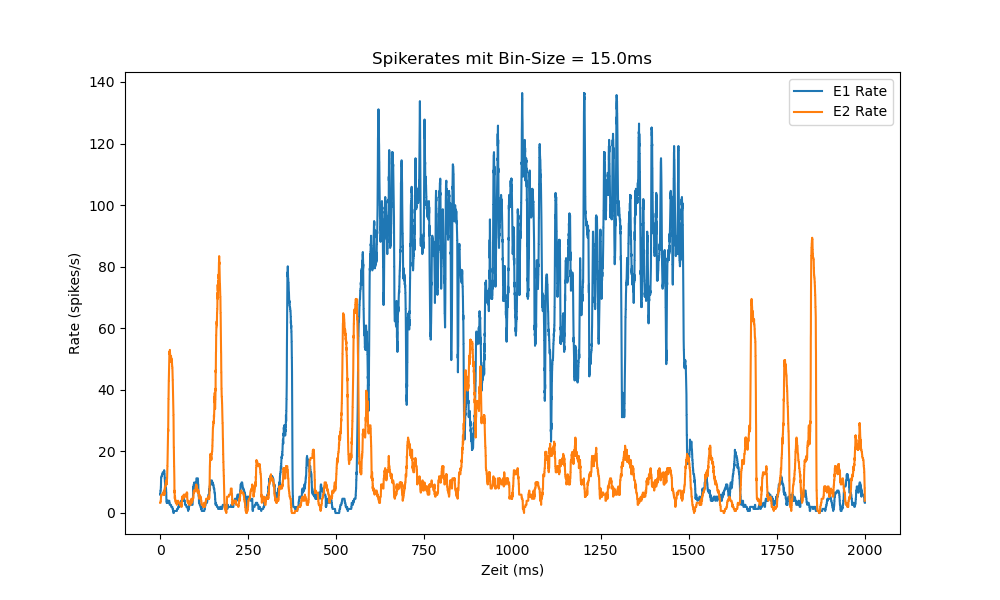 Spikerates mit Bin-Size = 15.0ms
E1 Rate
E2 Rate
Rate (spikes/s)
140
120
100
80
60
40
20
0
0 250 500 750 1000 1250 1500 1750 2000
Zeit (ms)